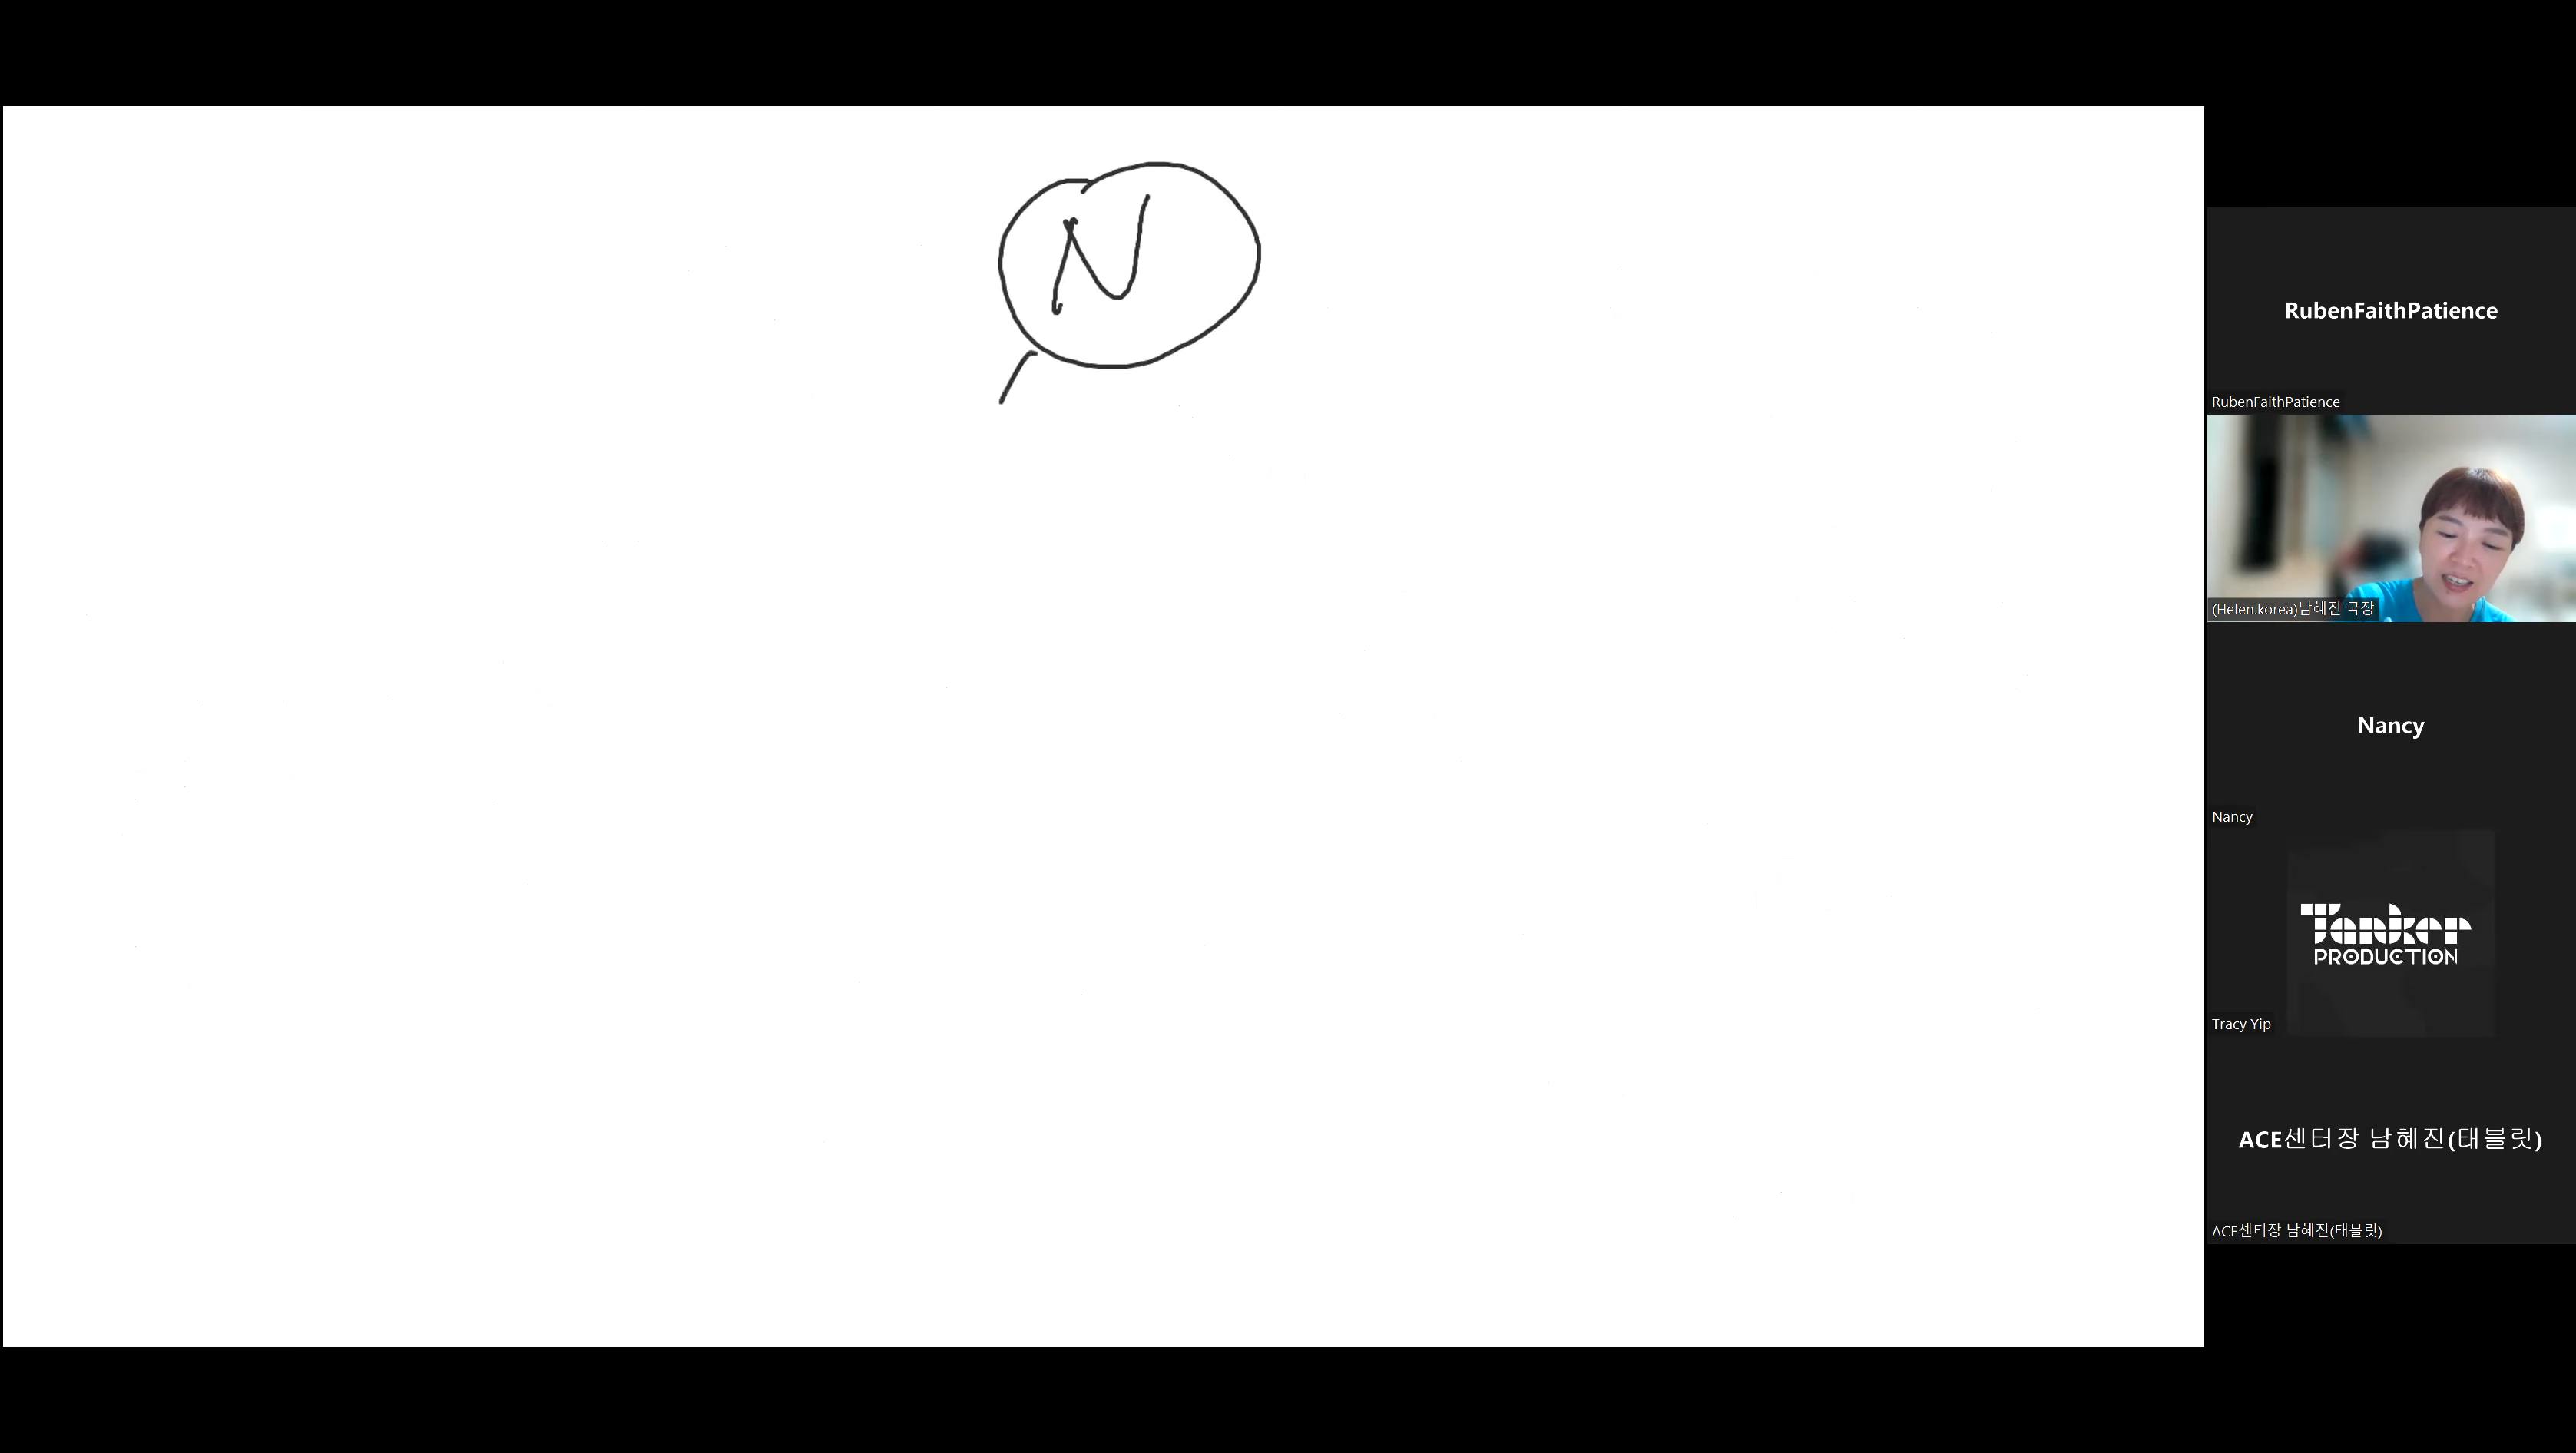 N
RubenFaithPatience
RubenFaithPatience
(Helen.korea)남혜진 국장
Nancy
Nancy
Tanker
PRODUCTION
Tracy Yip
ACE센터장 남혜진(태블릿)
ACE센터장 남혜진(태블릿)